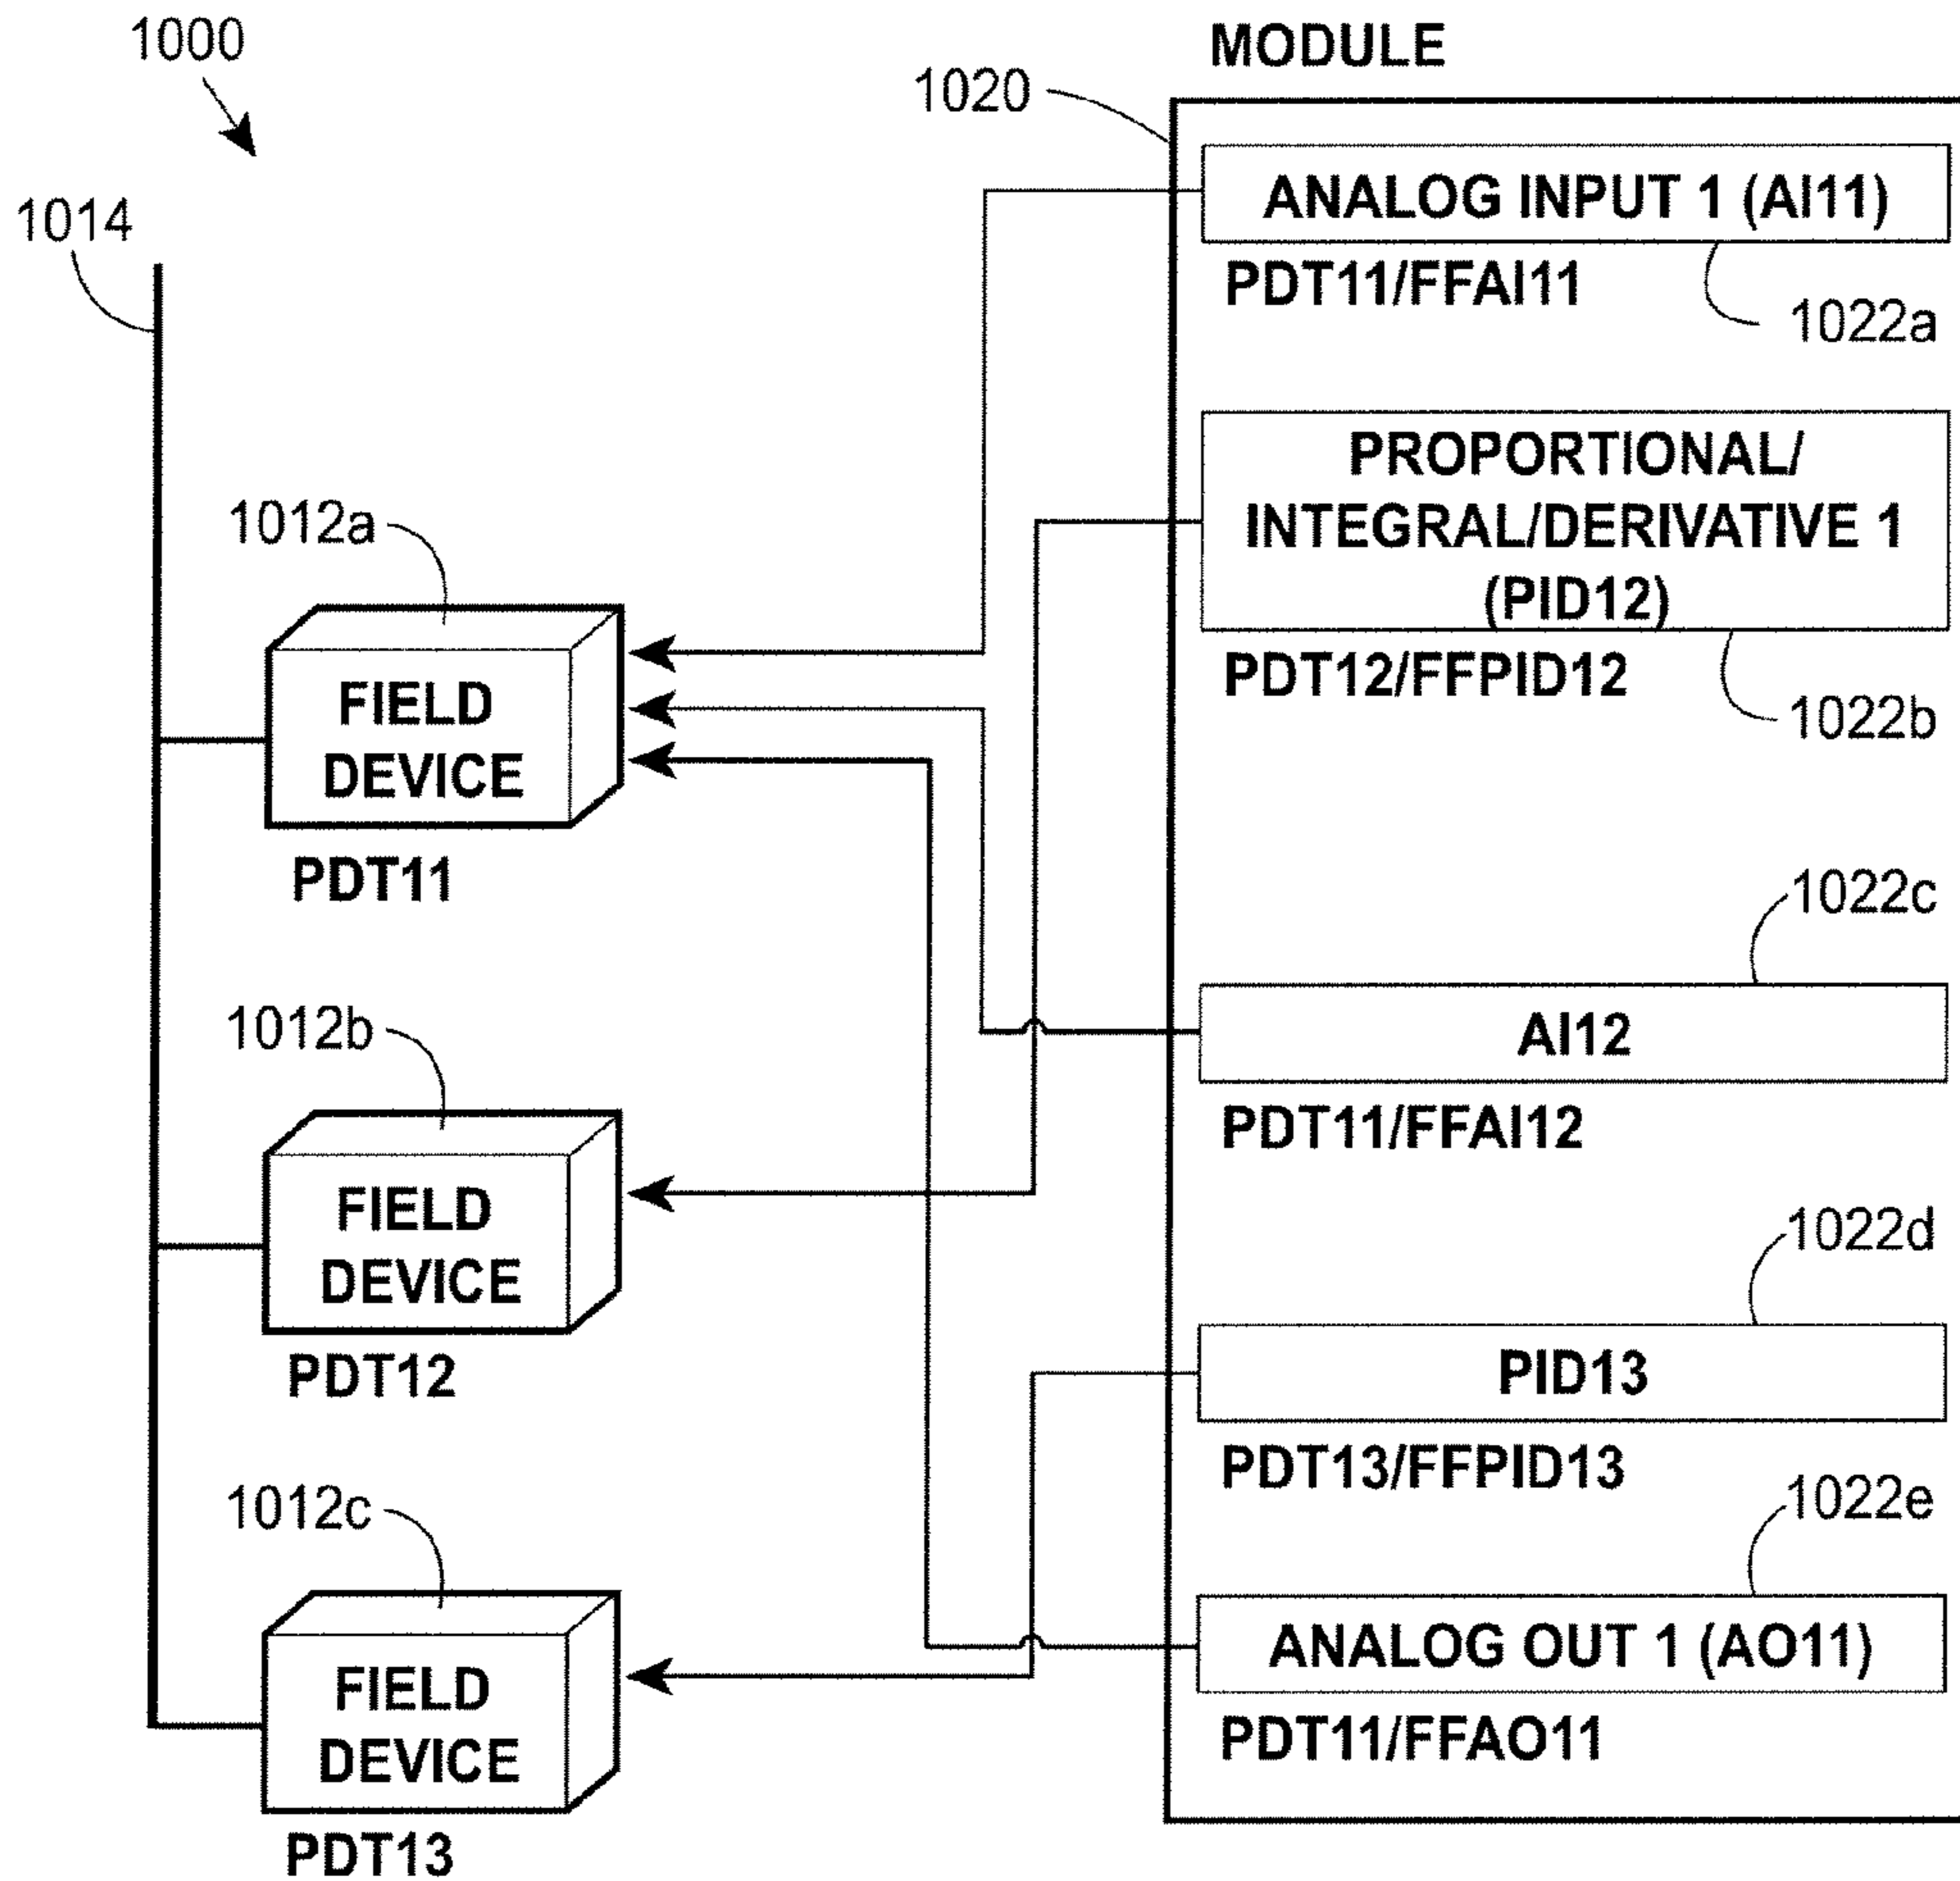 1000
MODULE
1020
1014
ANALOG INPUT 1 (AI11)
PDT11/FFAI11
1022a
PROPORTIONAL/
INTEGRAL/DERIVATIVE 1
(PID12)
PDT12/FFPID12
1022b
1012a
FIELD
DEVICE
PDT11
1022c
AI12
PDT11/FFAI12
1012b
FIELD
DEVICE
PDT12
1022d
PID13
PDT13/FFPID13
1012c
FIELD
DEVICE
PDT13
1022e
ANALOG OUT 1 (AO11)
PDT11/FFAO11